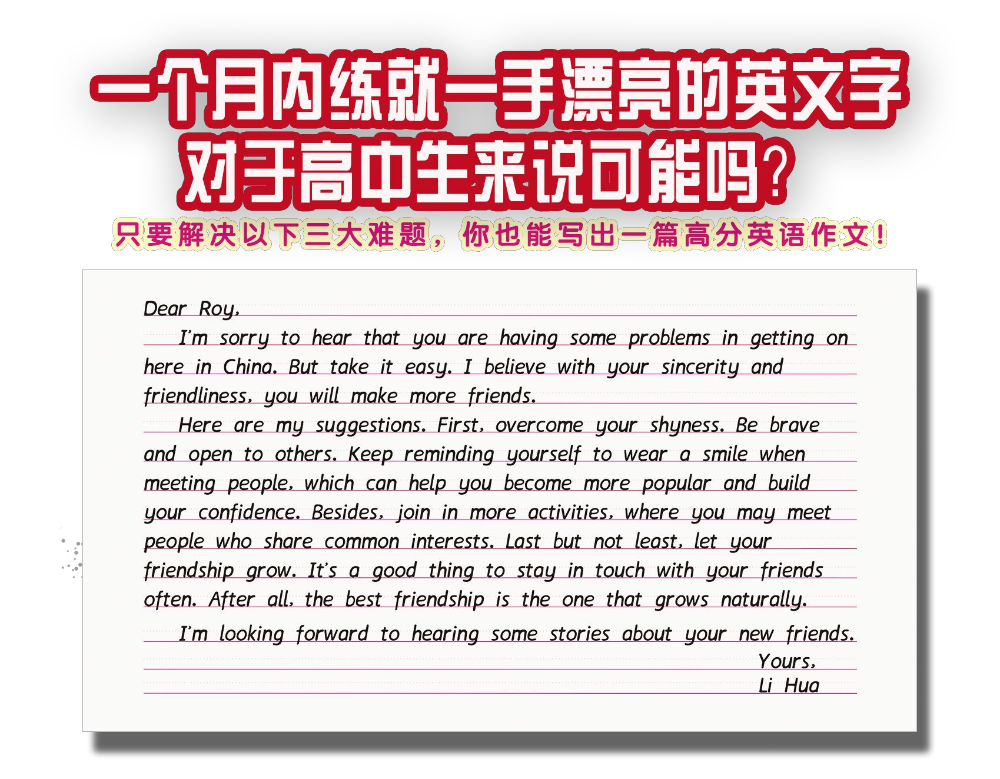 一个月内练就一手漂亮的英文字
对于高中生来说可能吗?
只要解决以下三大难题，你也能写出一篇高分英语作文!
Dear Roy,
I'm sorry to hear that you are having some problems in getting on
here in China. But take it easy. I believe with your sincerity and
friendliness, you will make more friends.
Here are my suggestions. First, overcome your shyness. Be brave
and open to others. Keep reminding yourself to wear a smile when
meeting people, which can help you become more popular and build
your confidence. Besides, join in more activities, where you may meet
people who share common interests. Last but not least, let your
friendship grow. It's a good thing to stay in touch with your friends
often. After all, the best friendship is the one that grows naturally.
I'm looking forward to hearing some stories about your new friends.
Yours,
Li Hua